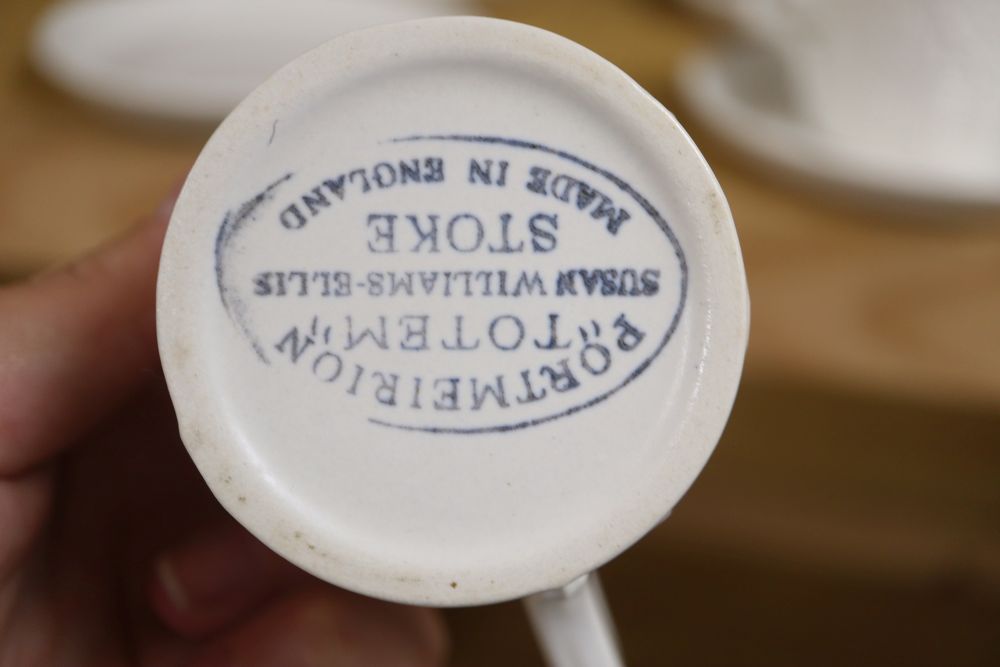 PORTMEIRION
"TOTEM"
SUSAN WILLIAMS-ELLIS
STOKE
MADE IN ENGLAND